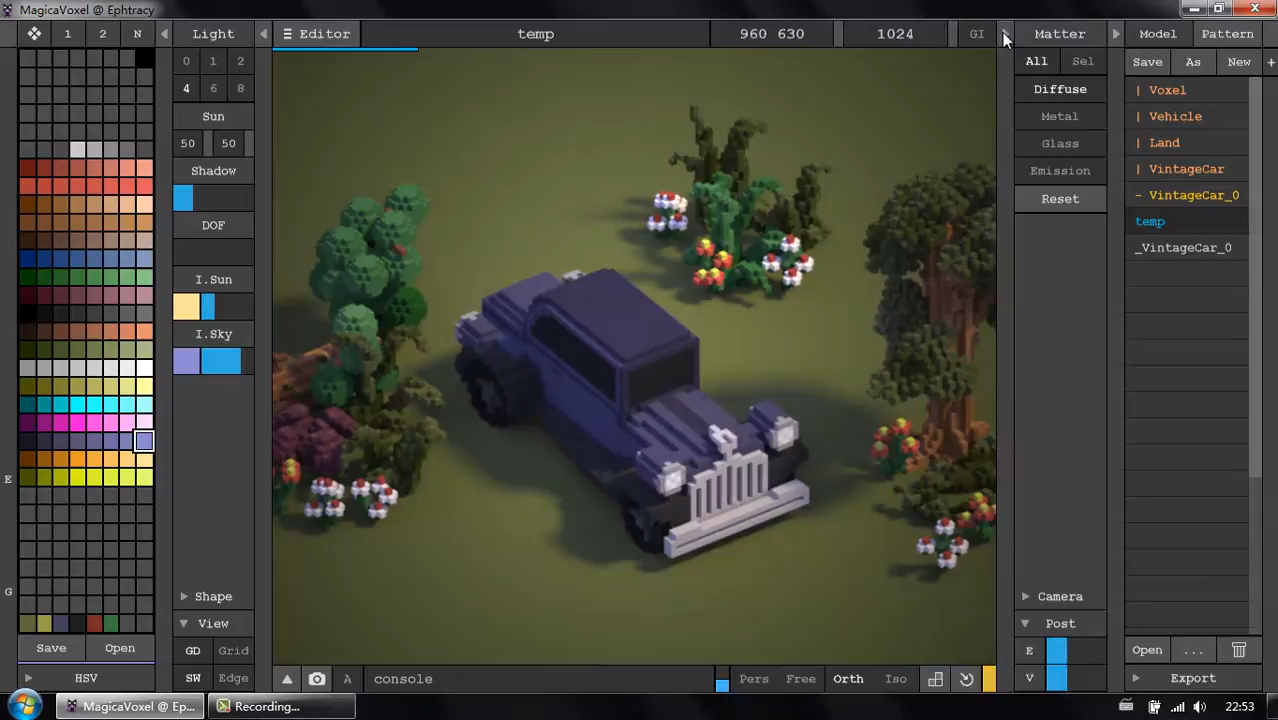 MagicaVoxel @ Ephtracy
1 2 N Light Editor temp 960 630 1024 GI Matter Model Pattern
0 1 2
4 6 8
Sun
50 50
Shadow
DOF
I.Sun
I.Sky
Shape
View
GD Grid
SW Edge
Save Open
HSV
E
G
A console Pers Free Orth Iso
All Sel
Diffuse
Metal
Glass
Emission
Reset
Camera
Post
E
V
Save As New +
| Voxel
| Vehicle
| Land
| VintageCar
- VintageCar_0
temp
_VintageCar_0
Open ...
Export
MagicaVoxel @ Ep...
Recording...
22:53